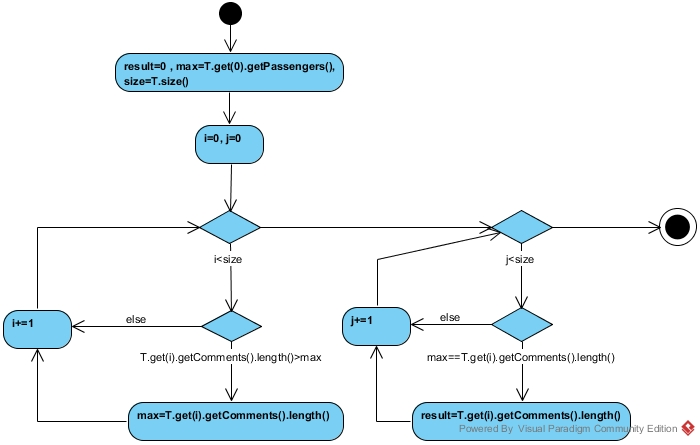 result=0 , max=T.get(0).getPassengers(),
size=T.size()
i=0, j=0
i<size
j<size
i+=1
else
j+=1
else
T.get(i).getComments().length()>max
max==T.get(i).getComments().length()
max=T.get(i).getComments().length()
result=T.get(i).getComments().length()
Powered By Visual Paradigm Community Edition